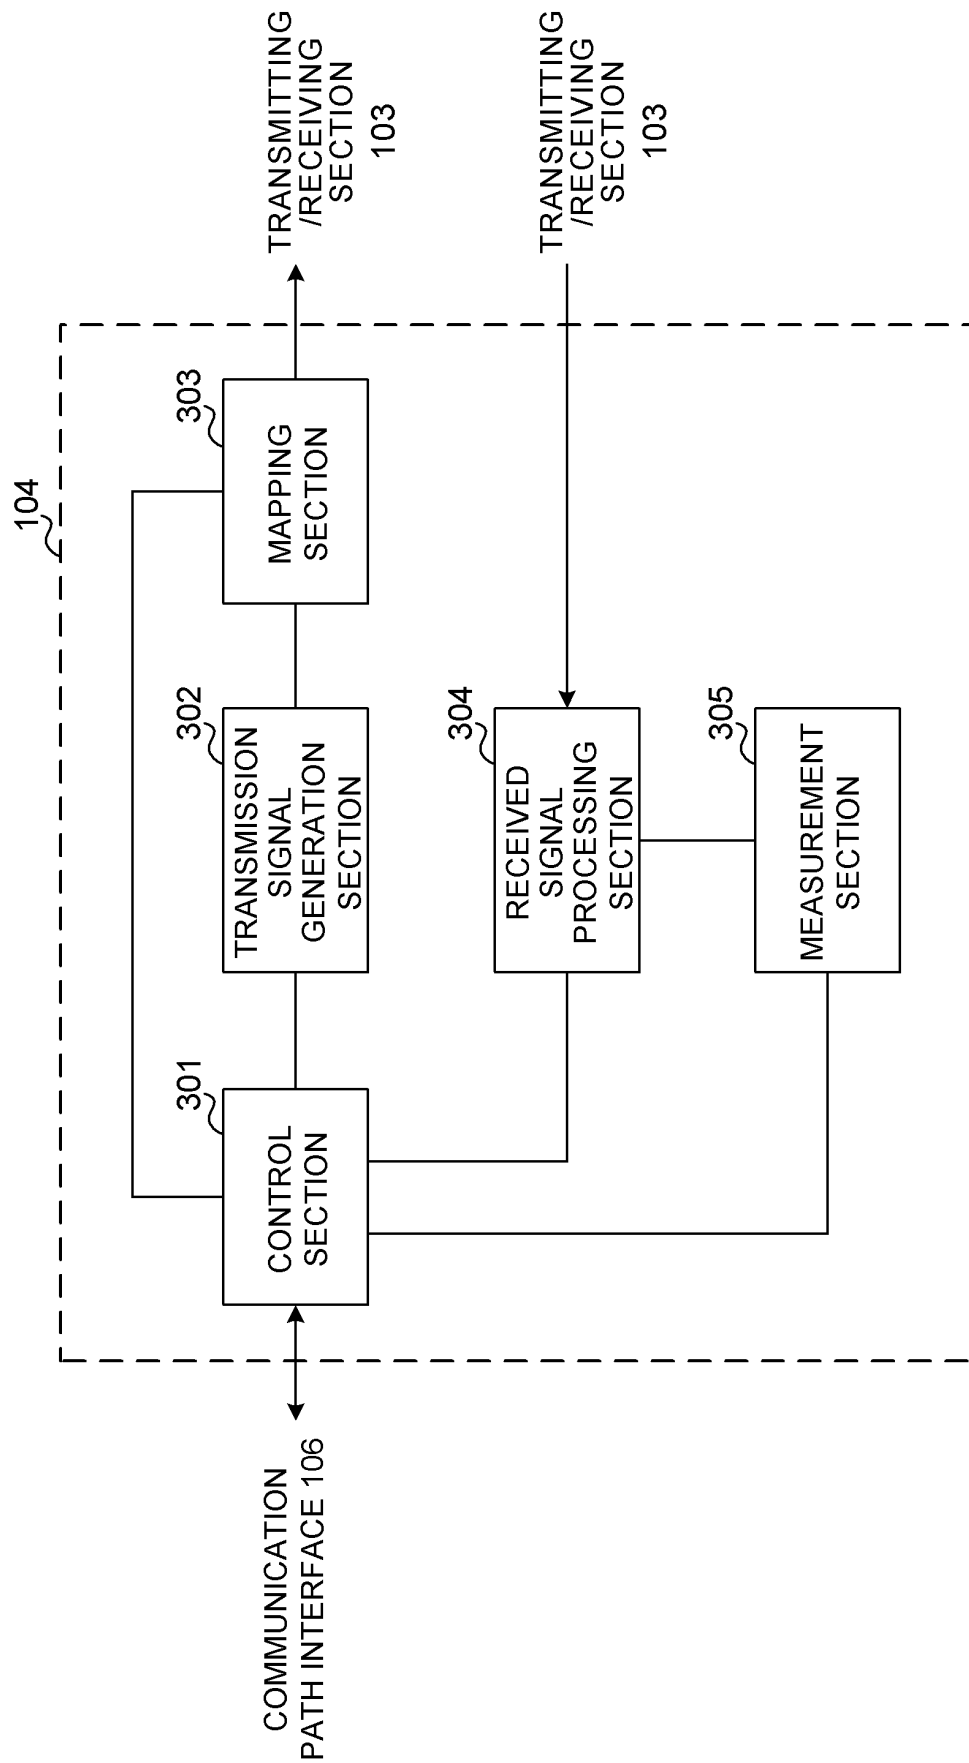 104
COMMUNICATION
PATH INTERFACE 106
301
CONTROL
SECTION
302
TRANSMISSION
SIGNAL
GENERATION
SECTION
303
MAPPING
SECTION
TRANSMITTING
/RECEIVING
SECTION
103
304
RECEIVED
SIGNAL
PROCESSING
SECTION
TRANSMITTING
/RECEIVING
SECTION
103
305
MEASUREMENT
SECTION